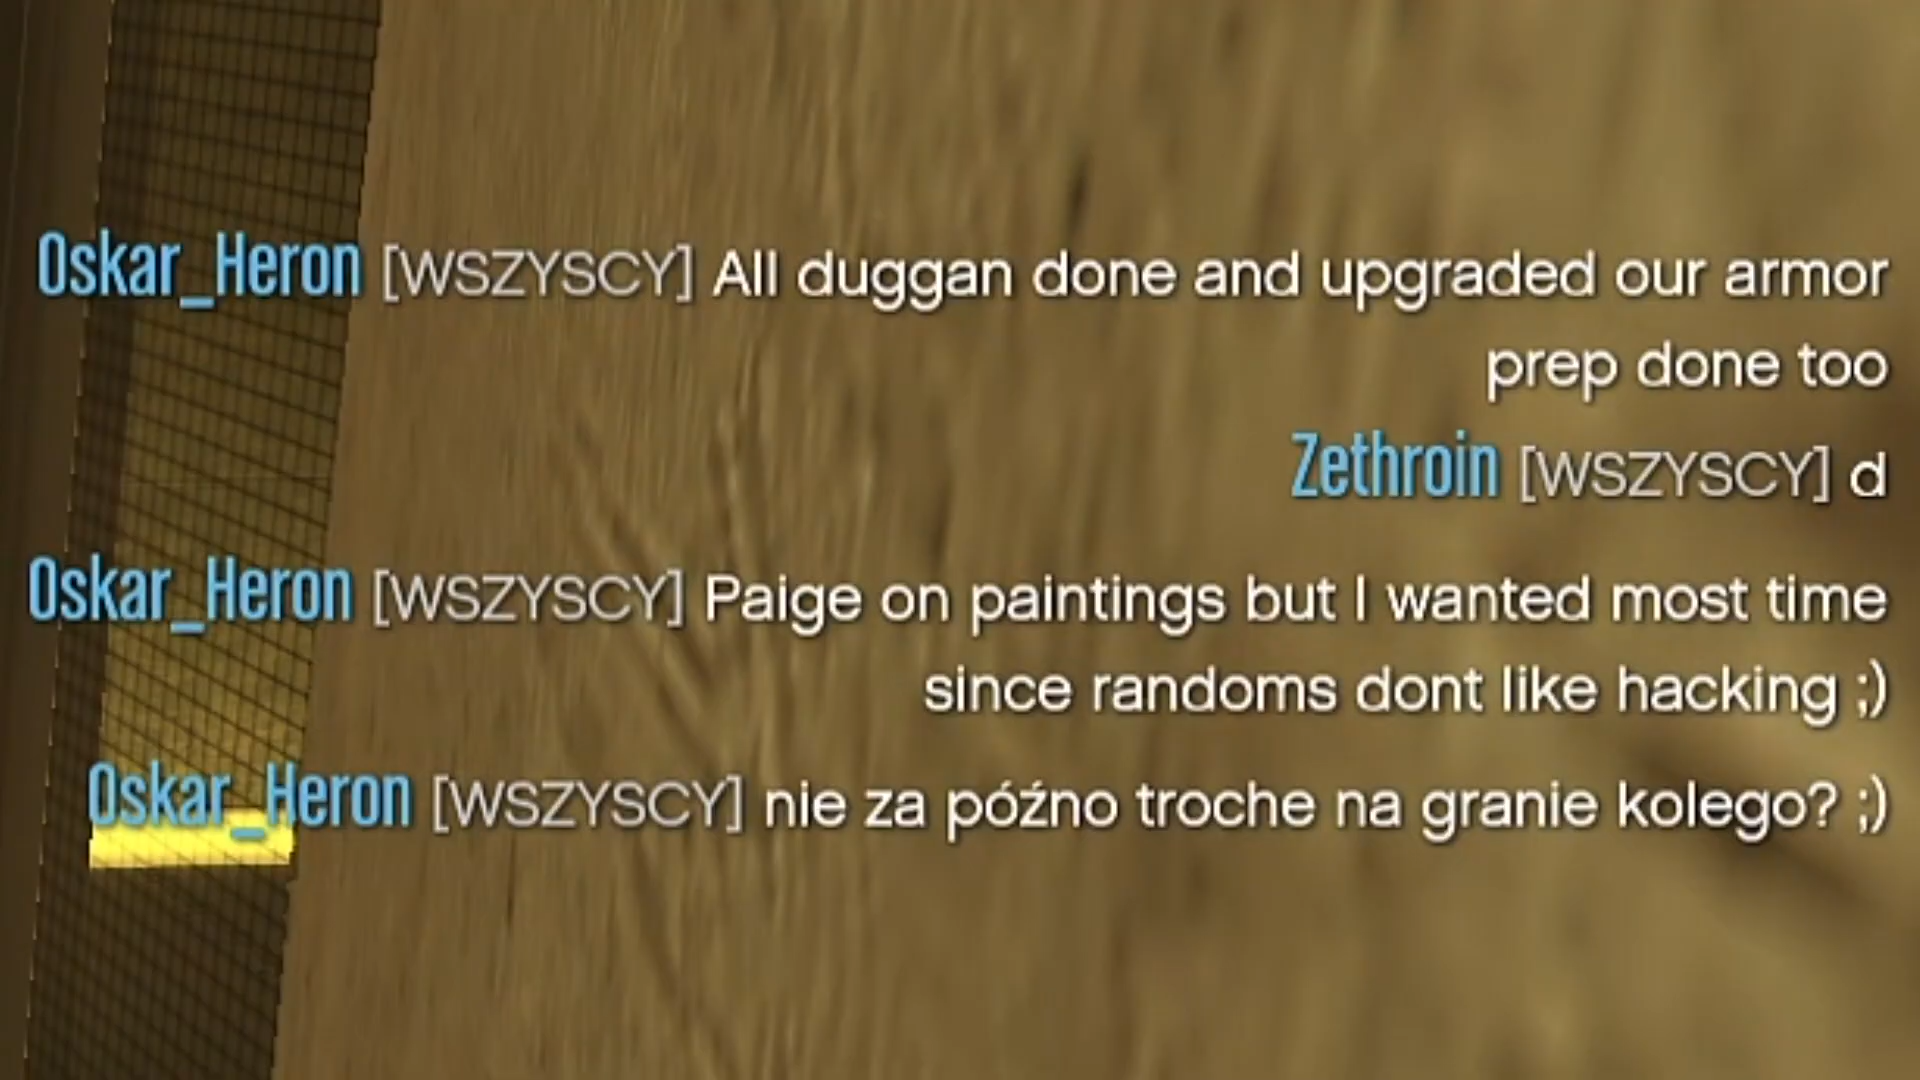 Oskar_Heron [WSZYSCY] All duggan done and upgraded our armor
prep done too
Zethroin [WSZYSCY] d
Oskar_Heron [WSZYSCY] Paige on paintings but I wanted most time
since randoms dont like hacking ;)
Oskar_Heron [WSZYSCY] nie za późno troche na granie kolego? ;)